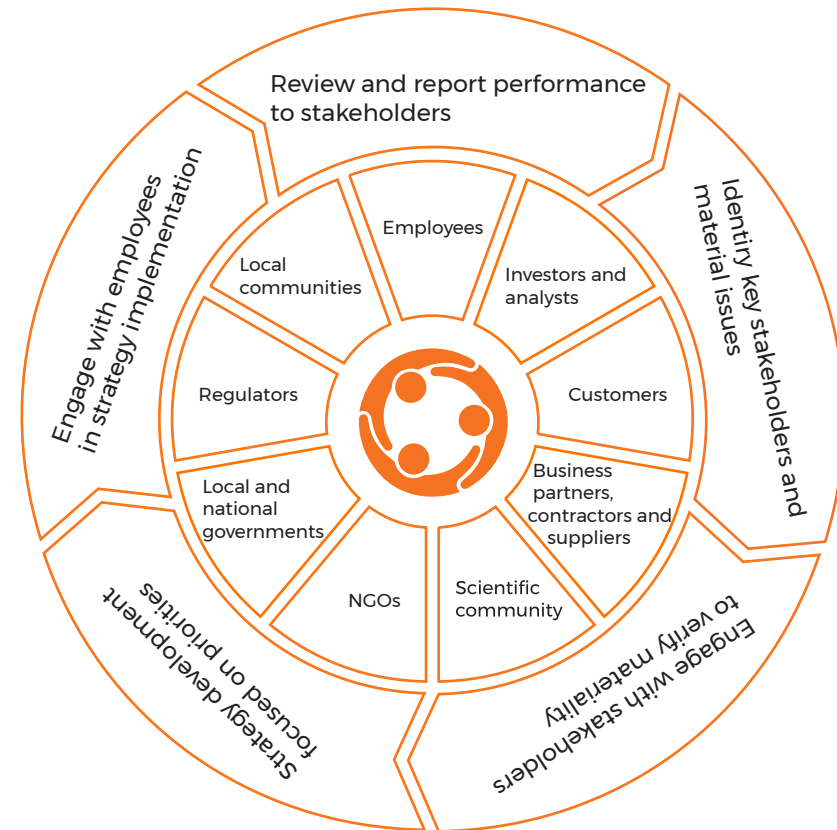 Review and report performance
to stakeholders
Identiry key stakeholders and
material issues
Engage with stakeholders
to verify materiality
Strategy development
focused on priorities
Engage with employees
in strategy implementation
Employees
Investors and
analysts
Customers
Business
partners,
contractors and
suppliers
Scientific
community
NGOs
Local and
national
governments
Regulators
Local
communities